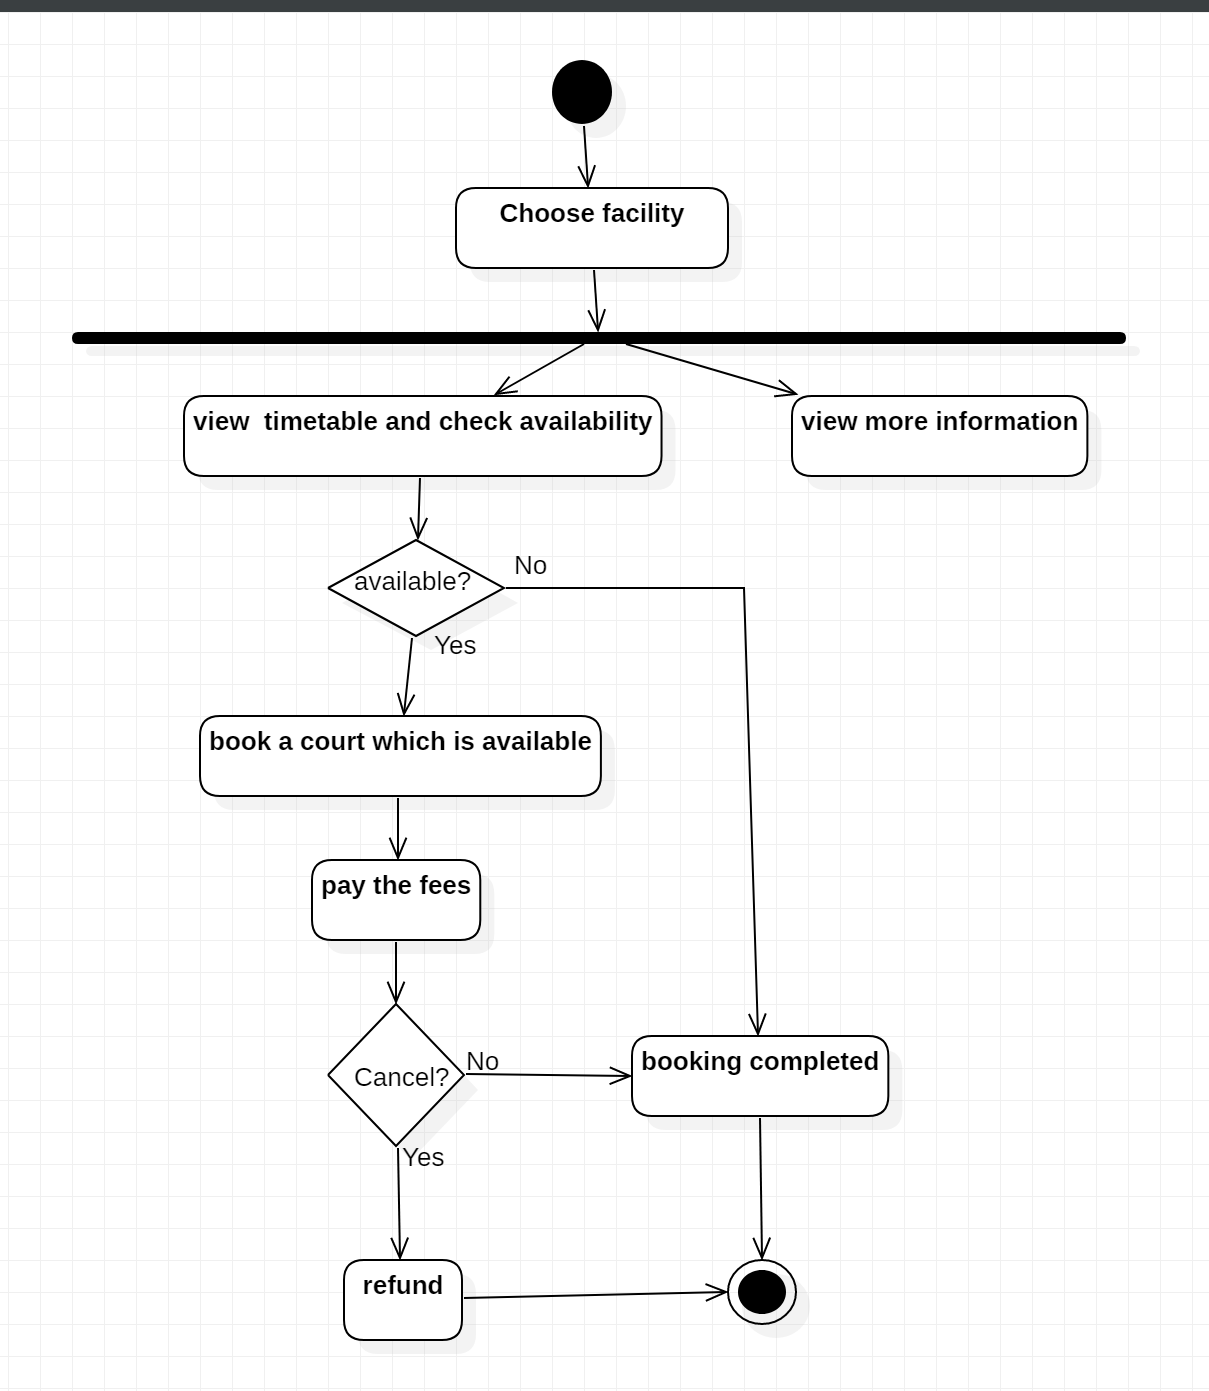 Choose facility
view  timetable and check availability
view more information
available?
No
Yes
book a court which is available
pay the fees
Cancel?
No
booking completed
Yes
refund